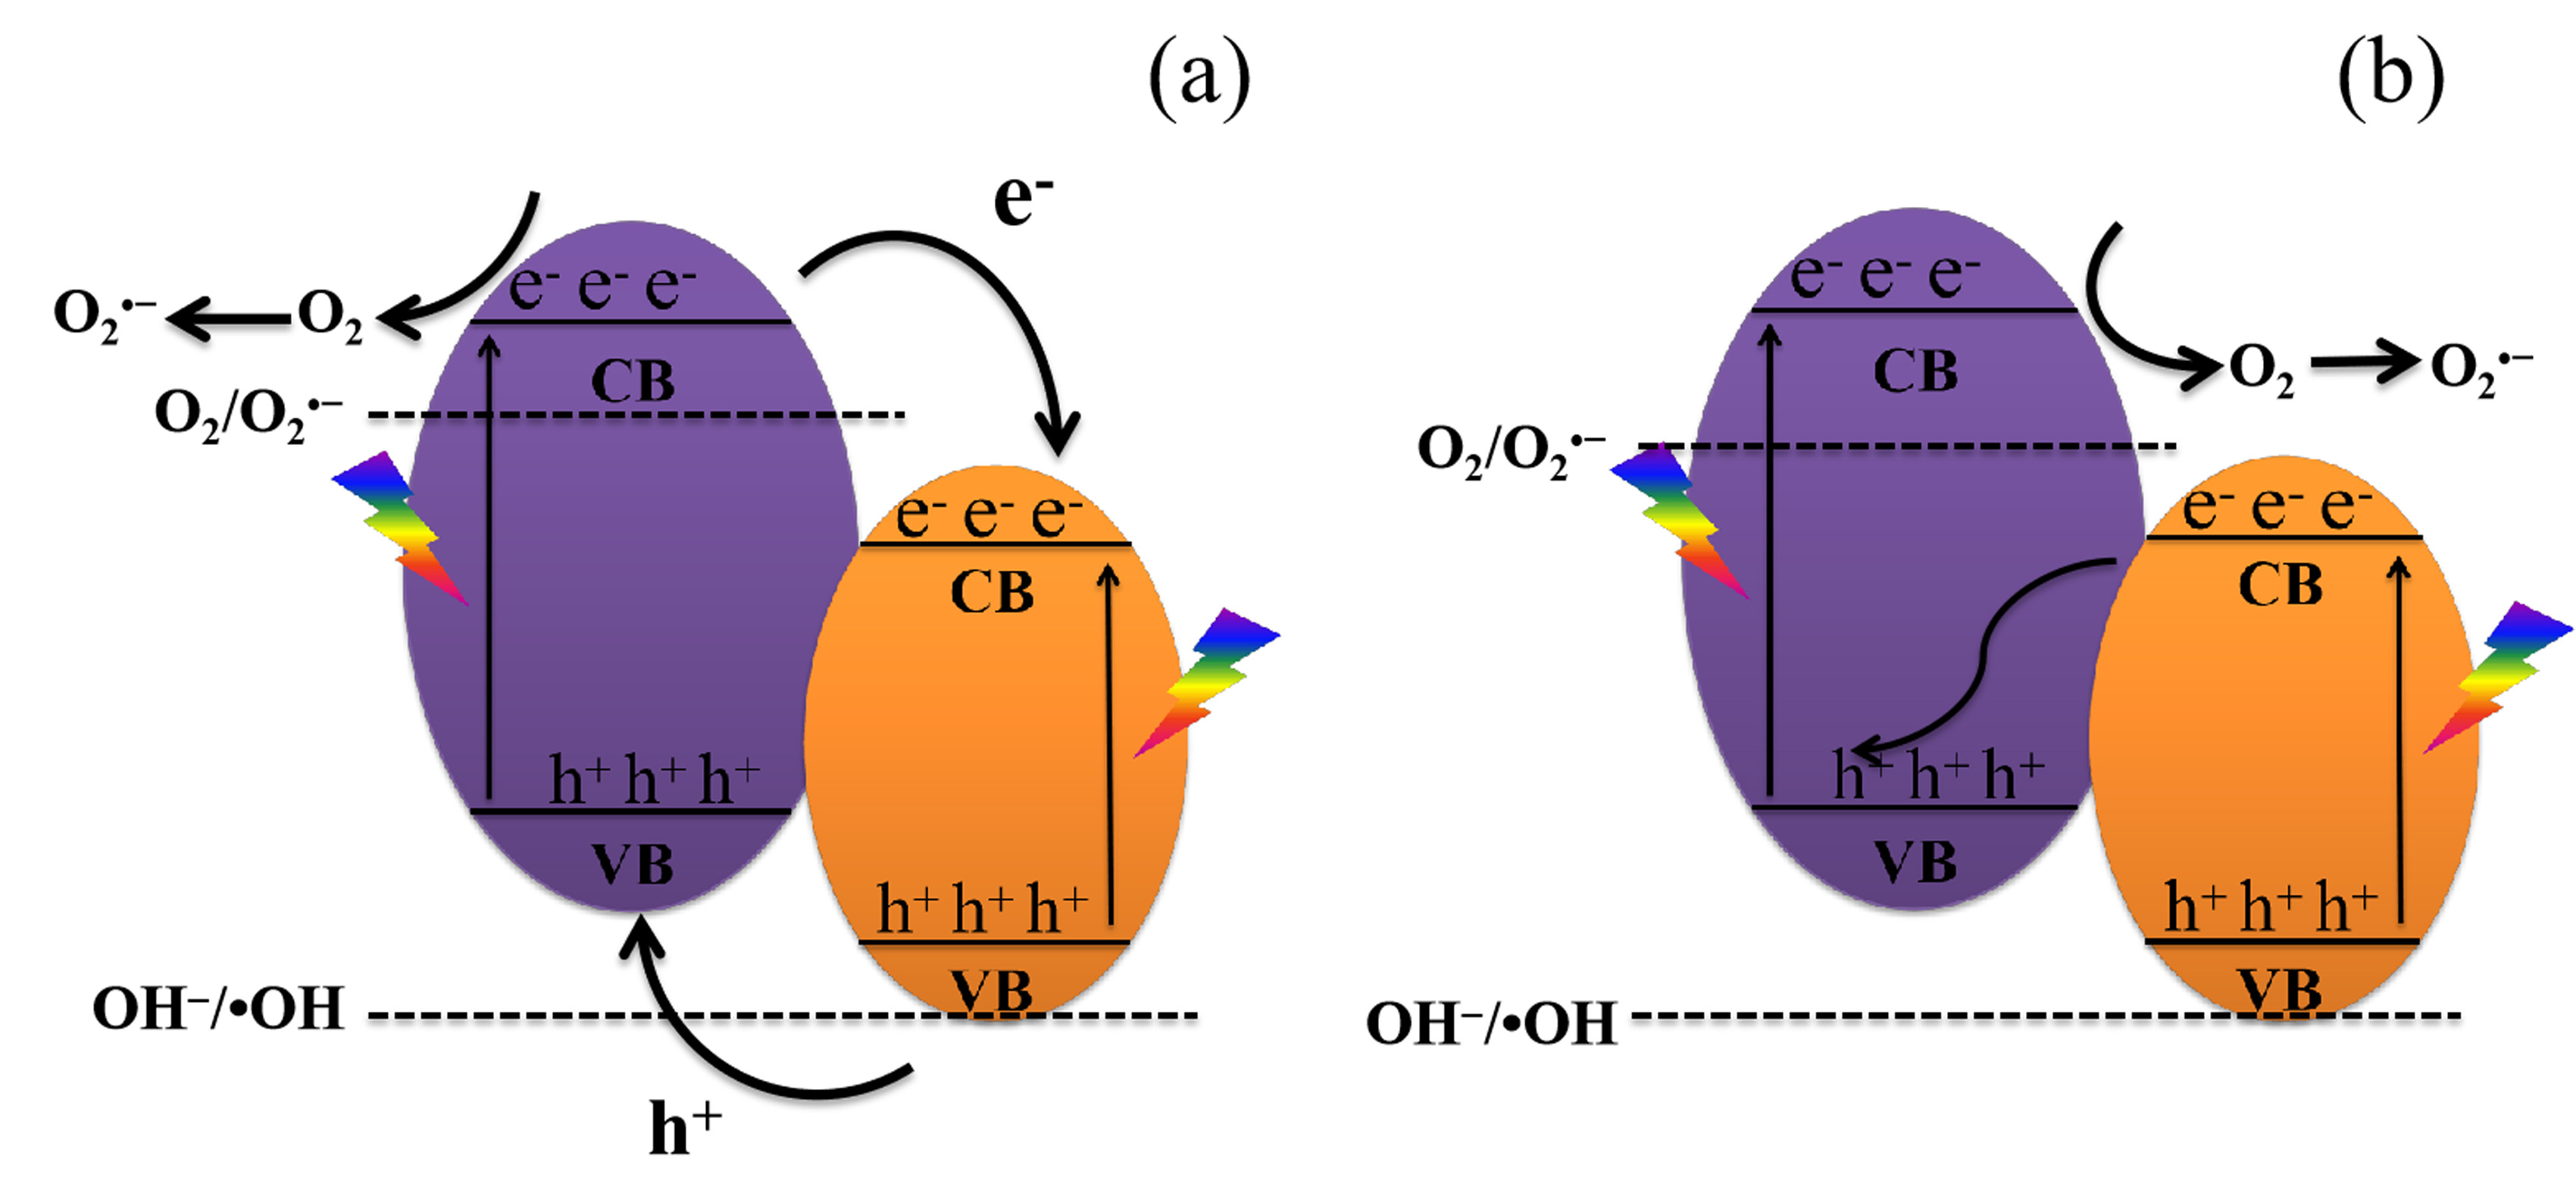 (a)
e⁻
e⁻ e⁻ e⁻
O₂•⁻ ← O₂
CB
O₂/O₂•⁻
e⁻ e⁻ e⁻
CB
h⁺ h⁺ h⁺
VB
h⁺ h⁺ h⁺
VB
OH⁻/•OH
h⁺
(b)
e⁻ e⁻ e⁻
CB
O₂ → O₂•⁻
O₂/O₂•⁻
e⁻ e⁻ e⁻
CB
h⁺ h⁺ h⁺
VB
h⁺ h⁺ h⁺
VB
OH⁻/•OH